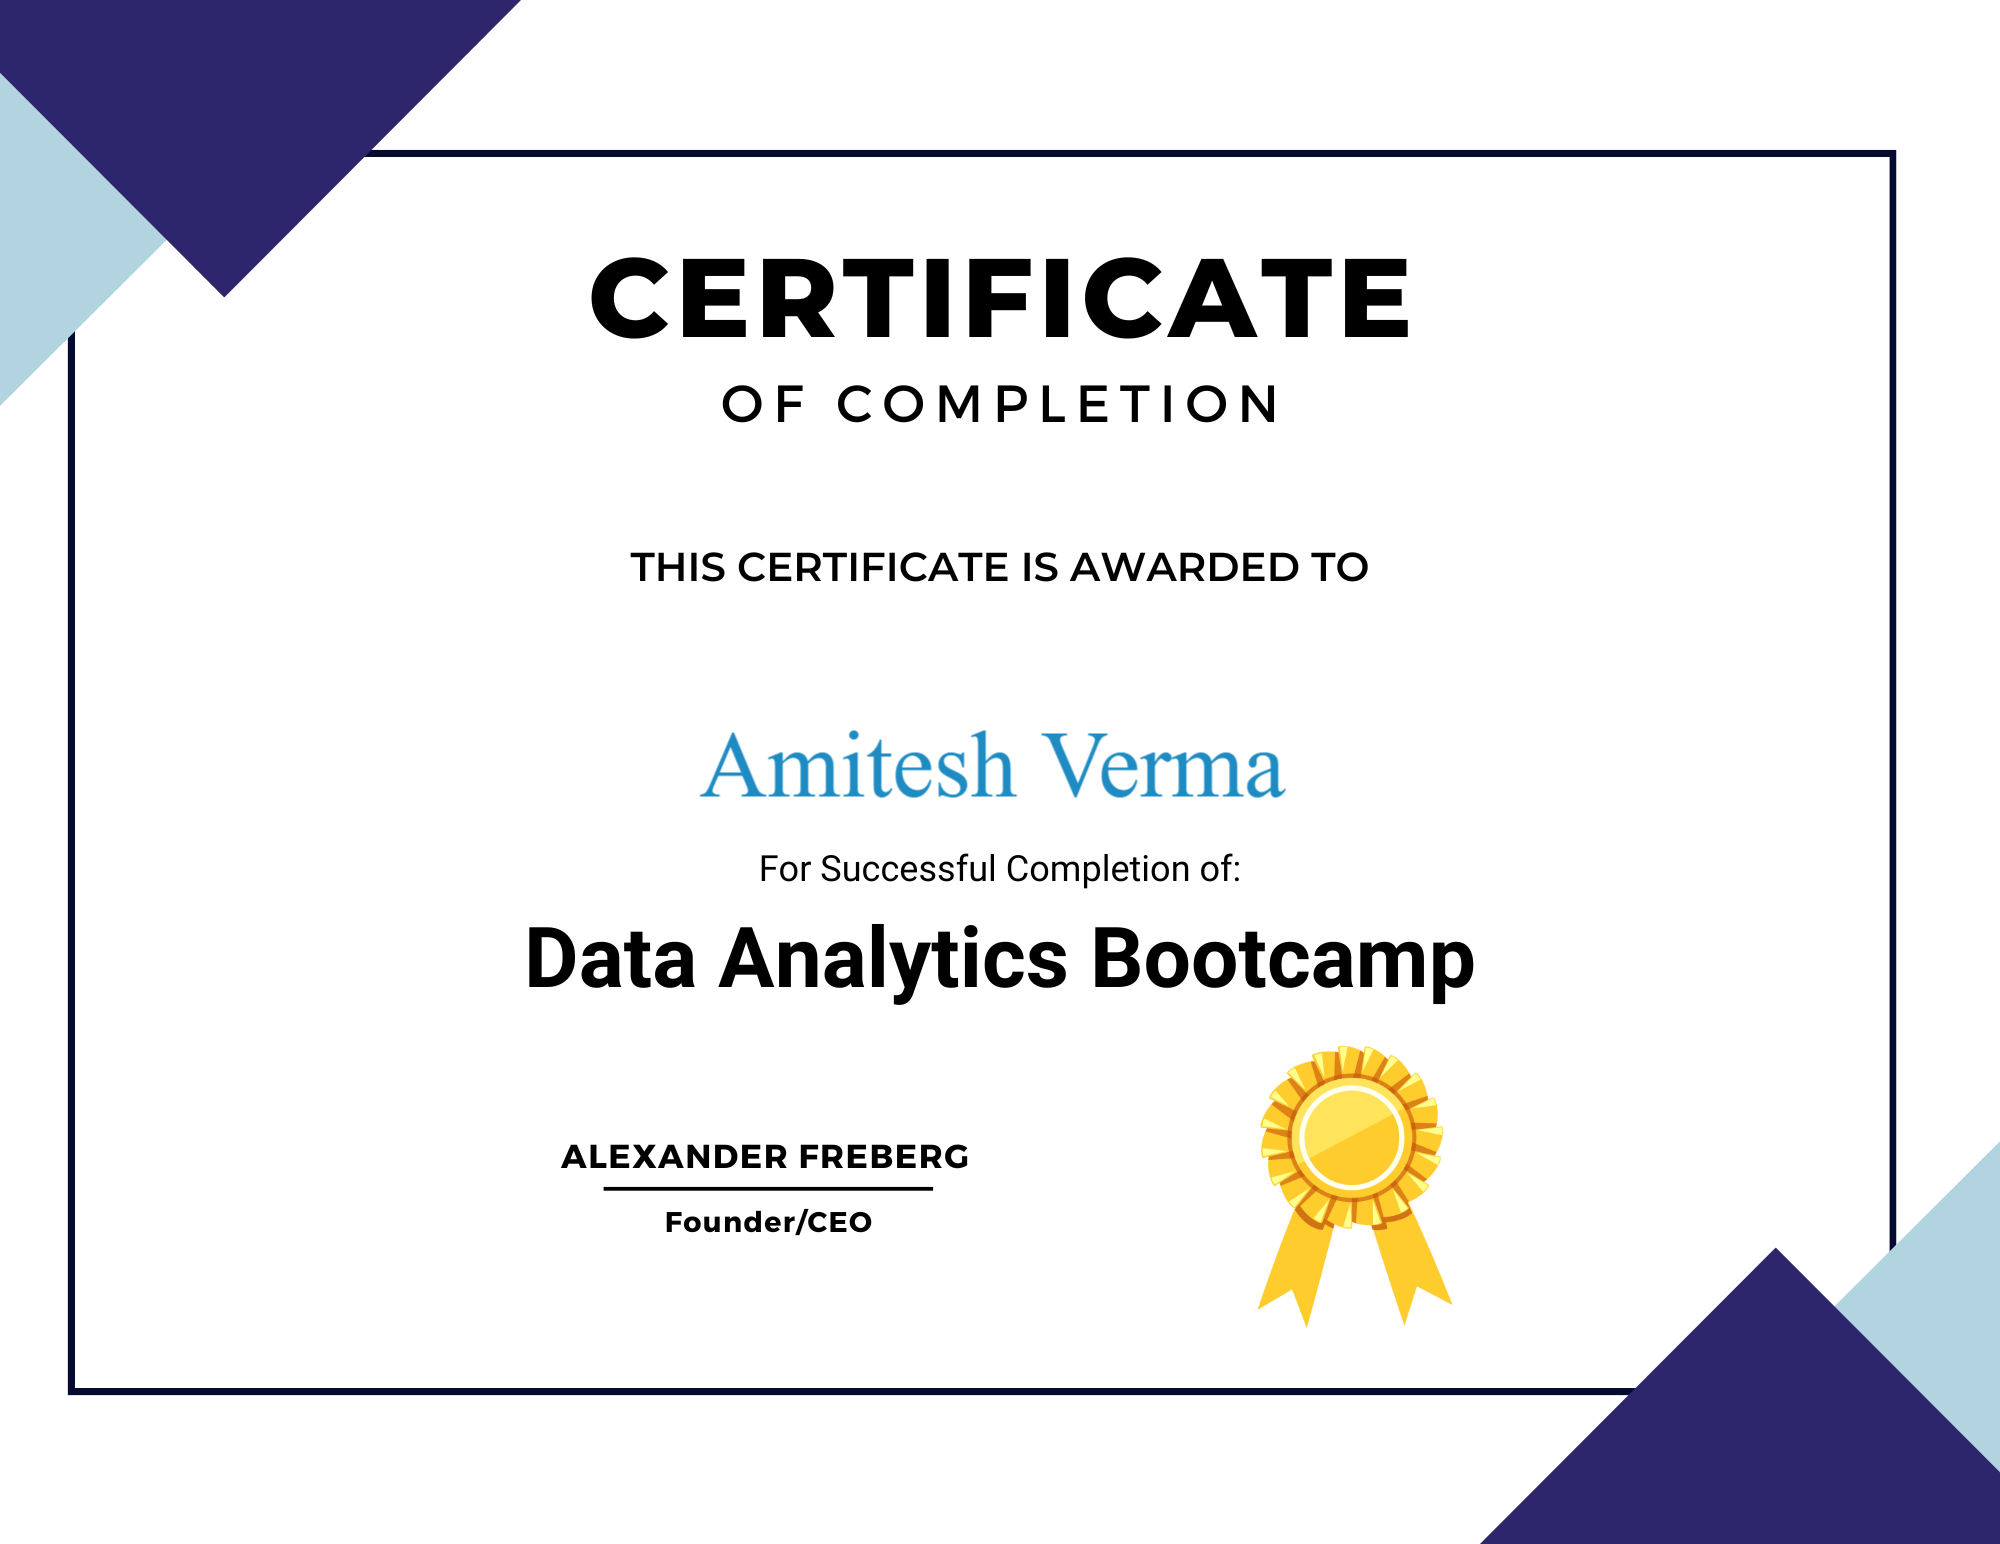 CERTIFICATE
OF COMPLETION
THIS CERTIFICATE IS AWARDED TO
Amitesh Verma
For Successful Completion of:
Data Analytics Bootcamp
ALEXANDER FREBERG
Founder/CEO